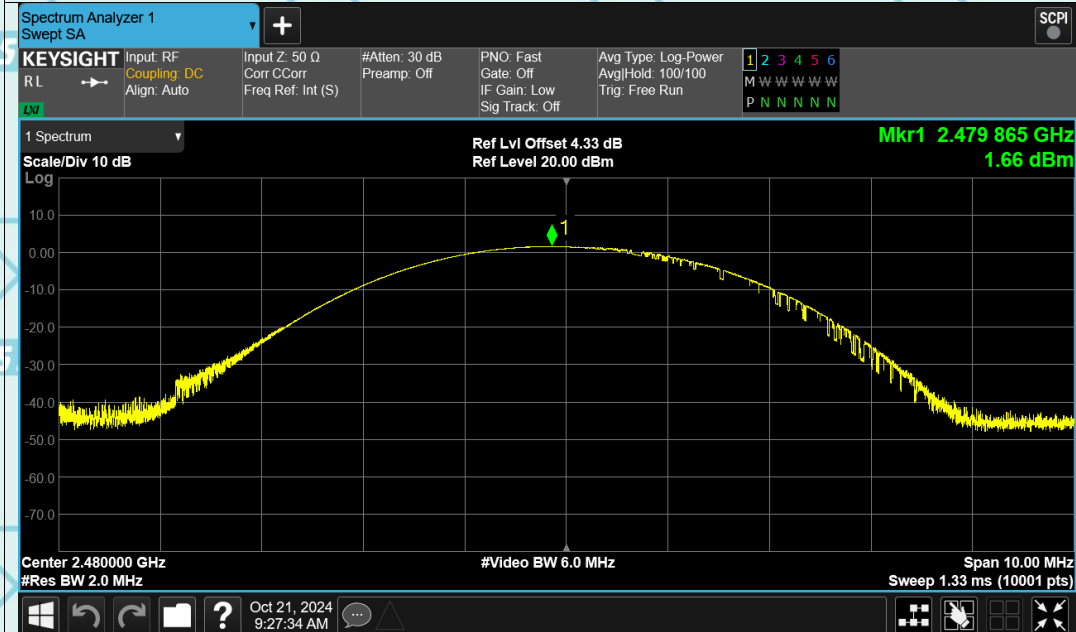 Spectrum Analyzer 1
Swept SA
+
SCPI
KEYSIGHT
RL
LXI
Input: RF
Coupling: DC
Align: Auto
Input Z: 50 Ω
Corr CCorr
Freq Ref: Int (S)
#Atten: 30 dB
Preamp: Off
PNO: Fast
Gate: Off
IF Gain: Low
Sig Track: Off
Avg Type: Log-Power
Avg|Hold: 100/100
Trig: Free Run
1 2 3 4 5 6
M W W W W W
P N N N N N
1 Spectrum
Scale/Div 10 dB
Log
Ref Lvl Offset 4.33 dB
Ref Level 20.00 dBm
Mkr1 2.479 865 GHz
1.66 dBm
1
10.0
0.00
-10.0
-20.0
-30.0
-40.0
-50.0
-60.0
-70.0
Center 2.480000 GHz
#Res BW 2.0 MHz
#Video BW 6.0 MHz
Span 10.00 MHz
Sweep 1.33 ms (10001 pts)
?
Oct 21, 2024
9:27:34 AM